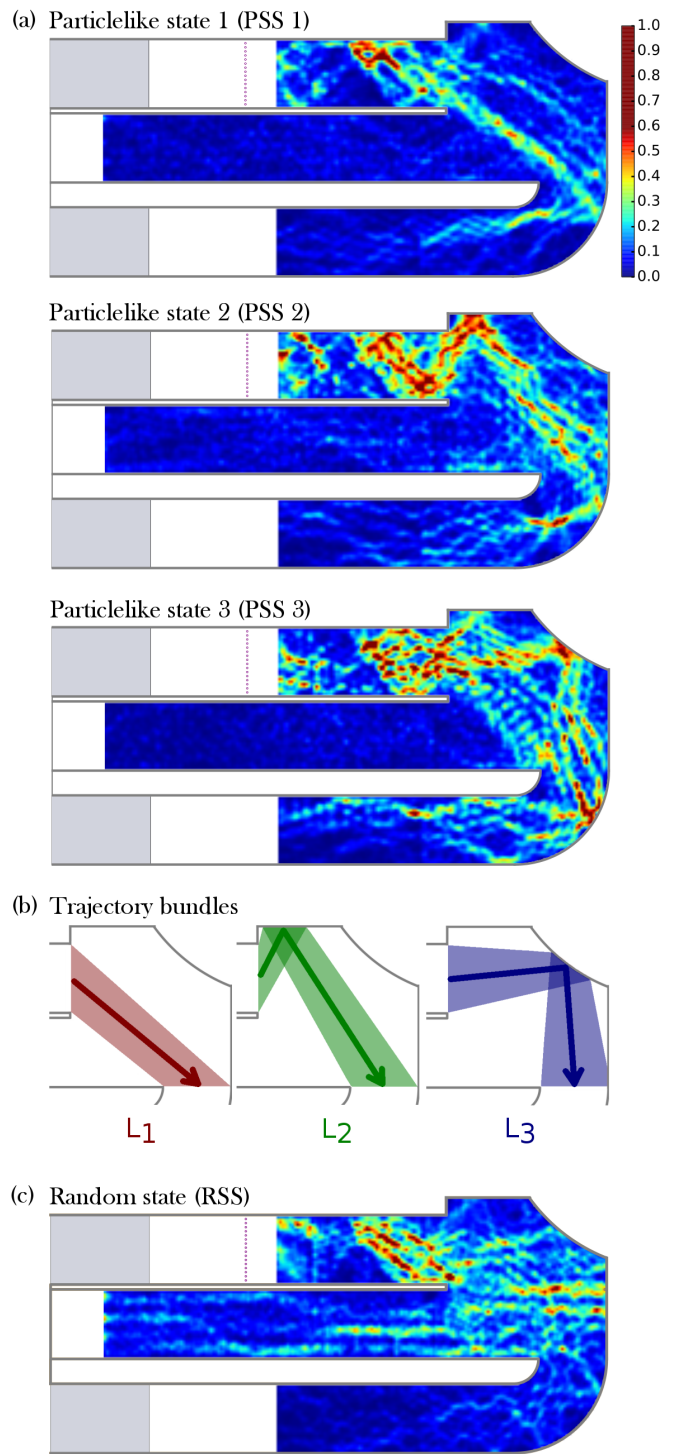 (a) Particlelike state 1 (PSS 1)
1.0
0.9
0.8
0.7
0.6
0.5
0.4
0.3
0.2
0.1
0.0
Particlelike state 2 (PSS 2)
Particlelike state 3 (PSS 3)
(b) Trajectory bundles
L1 L2 L3
(c) Random state (RSS)